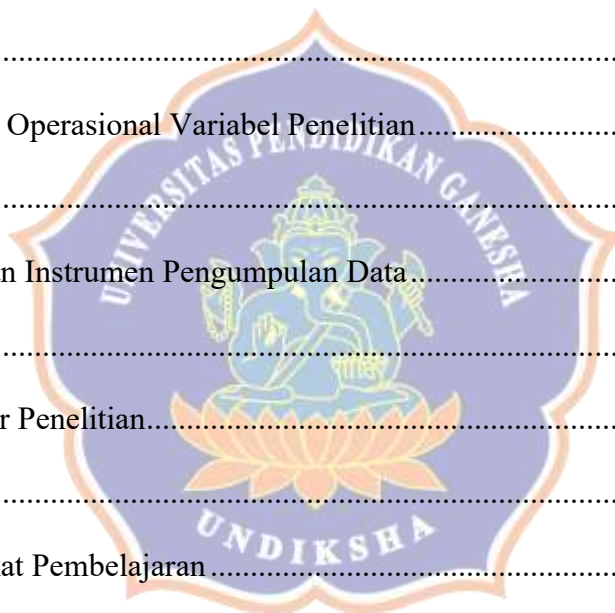 ........................................................................
Operasional Variabel Penelitian........................
UNIVERSITAS PENDIDIKAN GANESHA
........................................................................
n Instrumen Pengumpulan Data........................
........................................................................
r Penelitian........................................................
........................................................................
UNDIKSHA
at Pembelajaran................................................